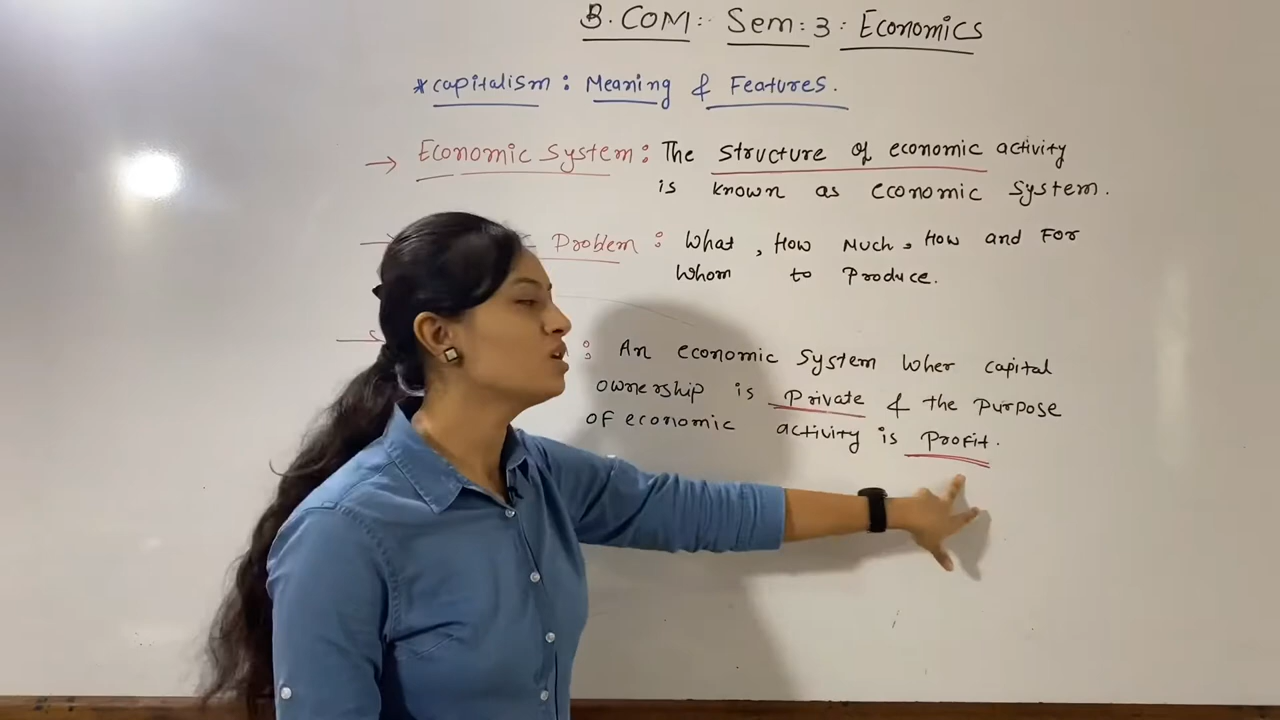 B.COM: Sem:3: Economics
*Capitalism: Meaning & Features.
→ Economic System: The structure of economic activity
is known as economic system.
Problem : What, How Much, How and For
Whom to Produce.
: An economic system wher capital
ownership is Private & the purpose
of economic activity is Profit.